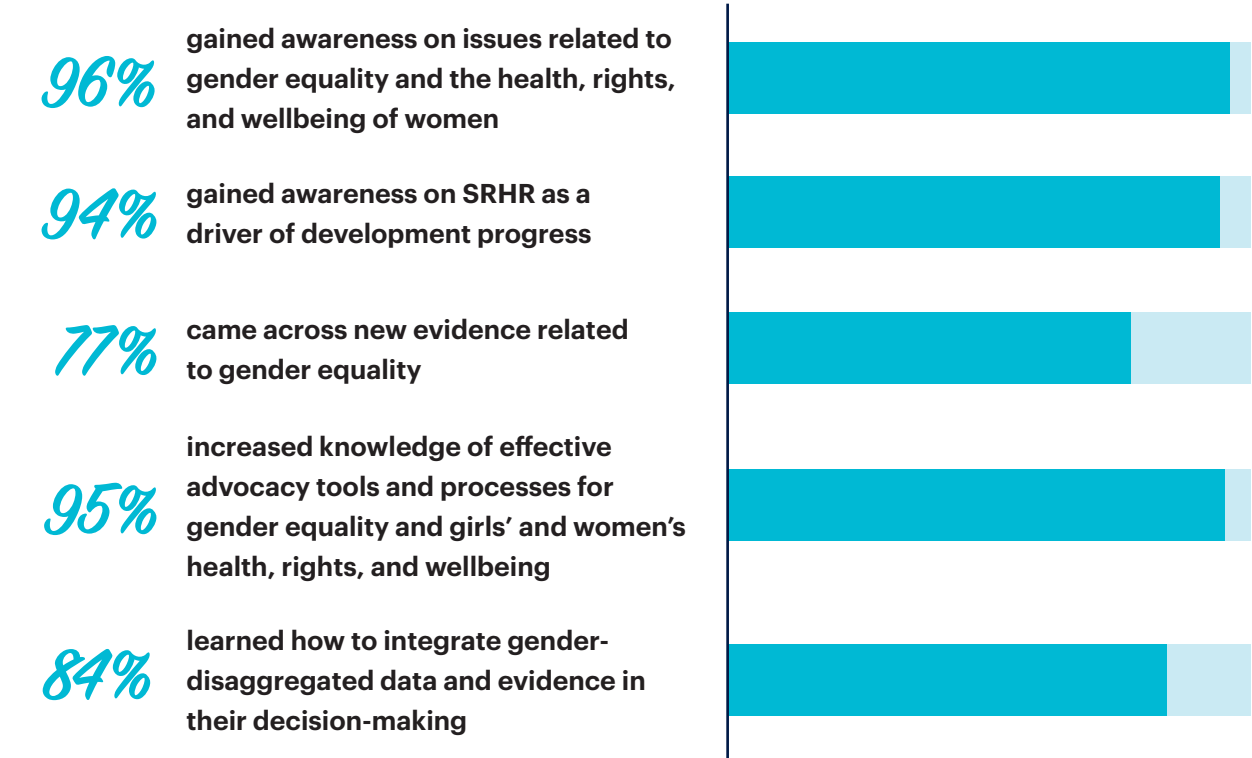 96%
gained awareness on issues related to
gender equality and the health, rights,
and wellbeing of women
94%
gained awareness on SRHR as a
driver of development progress
77%
came across new evidence related
to gender equality
95%
increased knowledge of effective
advocacy tools and processes for
gender equality and girls’ and women’s
health, rights, and wellbeing
84%
learned how to integrate gender-
disaggregated data and evidence in
their decision-making